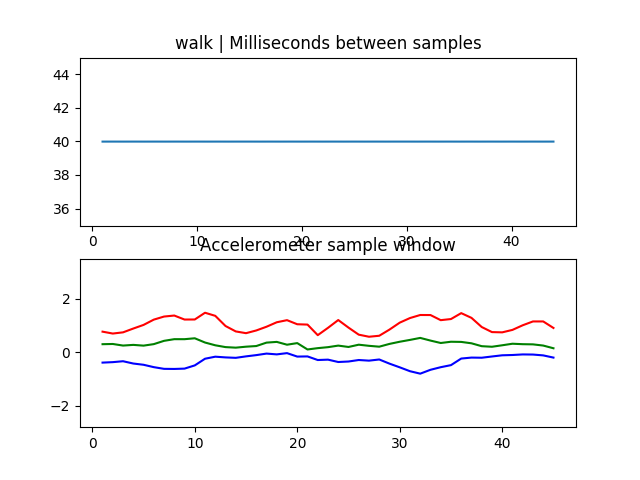 walk | Milliseconds between samples
44
42
40
38
36
0 10 20 30 40
Accelerometer sample window
2
0
−2
0 10 20 30 40